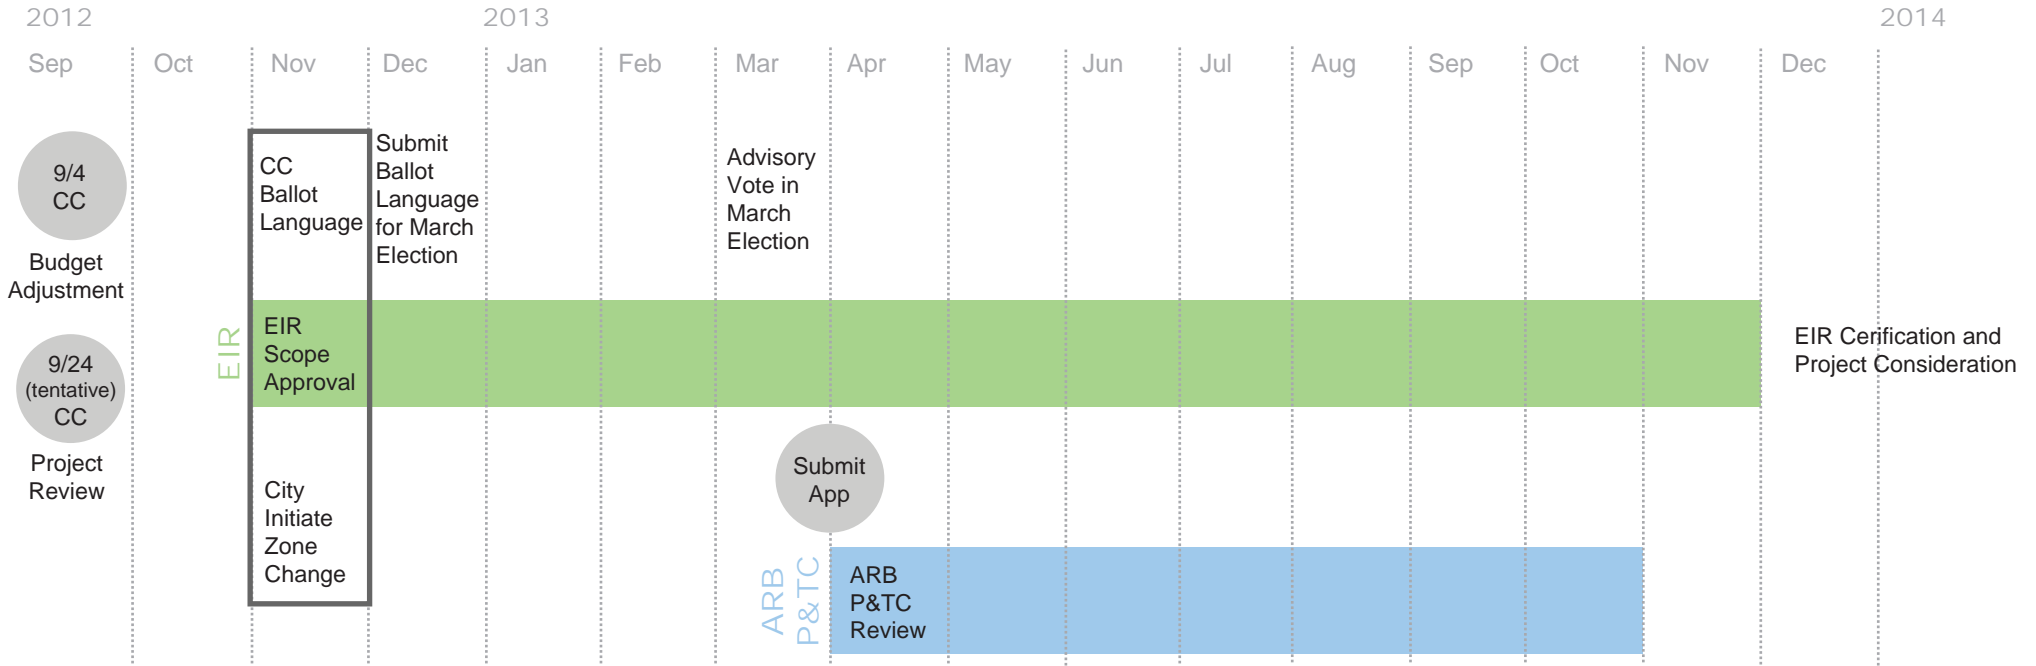 2012
2013
2014
Sep
Oct
Nov
Dec
Jan
Feb
Mar
Apr
May
Jun
Jul
Aug
Sep
Oct
Nov
Dec
9/4
CC
Budget
Adjustment
9/24
(tentative)
CC
Project
Review
CC
Ballot
Language
Submit
Ballot
Language
for March
Election
Advisory
Vote in
March
Election
EIR
EIR
Scope
Approval
EIR Cerification and
Project Consideration
City
Initiate
Zone
Change
Submit
App
ARB
P&TC
ARB
P&TC
Review